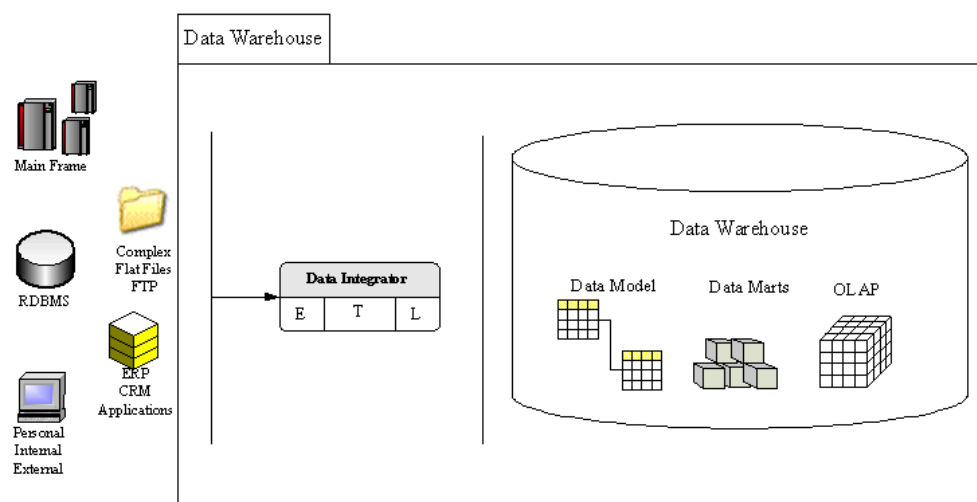 Data Warehouse
Main Frame
Complex
Flat Files
FTP
RDBMS
ERP
CRM
Applications
Personal
Internal
External
Data Integrator
E T L
Data Warehouse
Data Model Data Marts OLAP